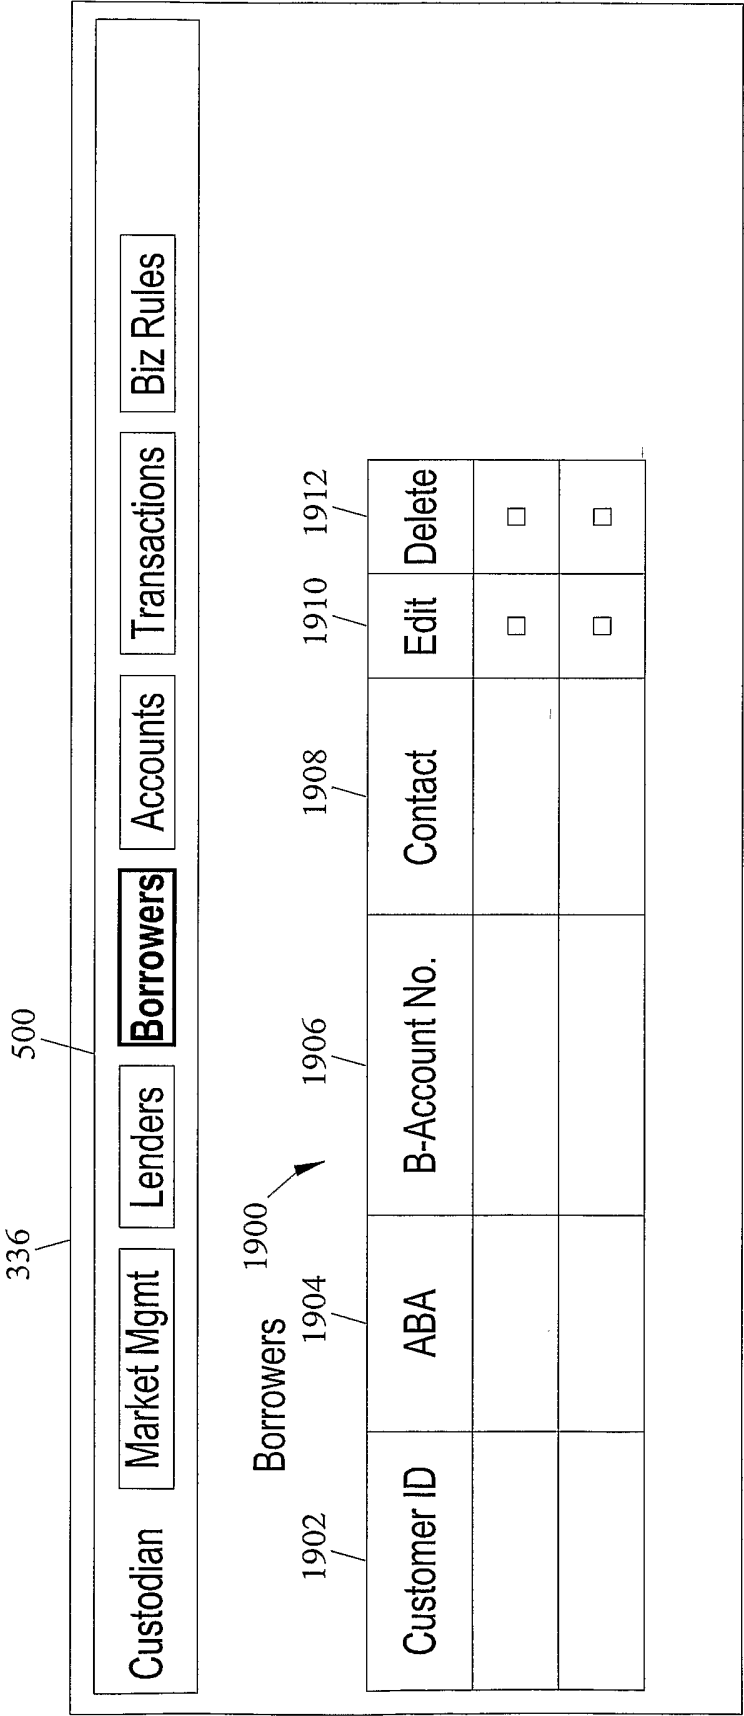 336
500
Custodian Market Mgmt Lenders Borrowers Accounts Transactions Biz Rules
Borrowers
1900
1902 1904 1906 1908 1910 1912
Customer ID ABA B-Account No. Contact Edit Delete